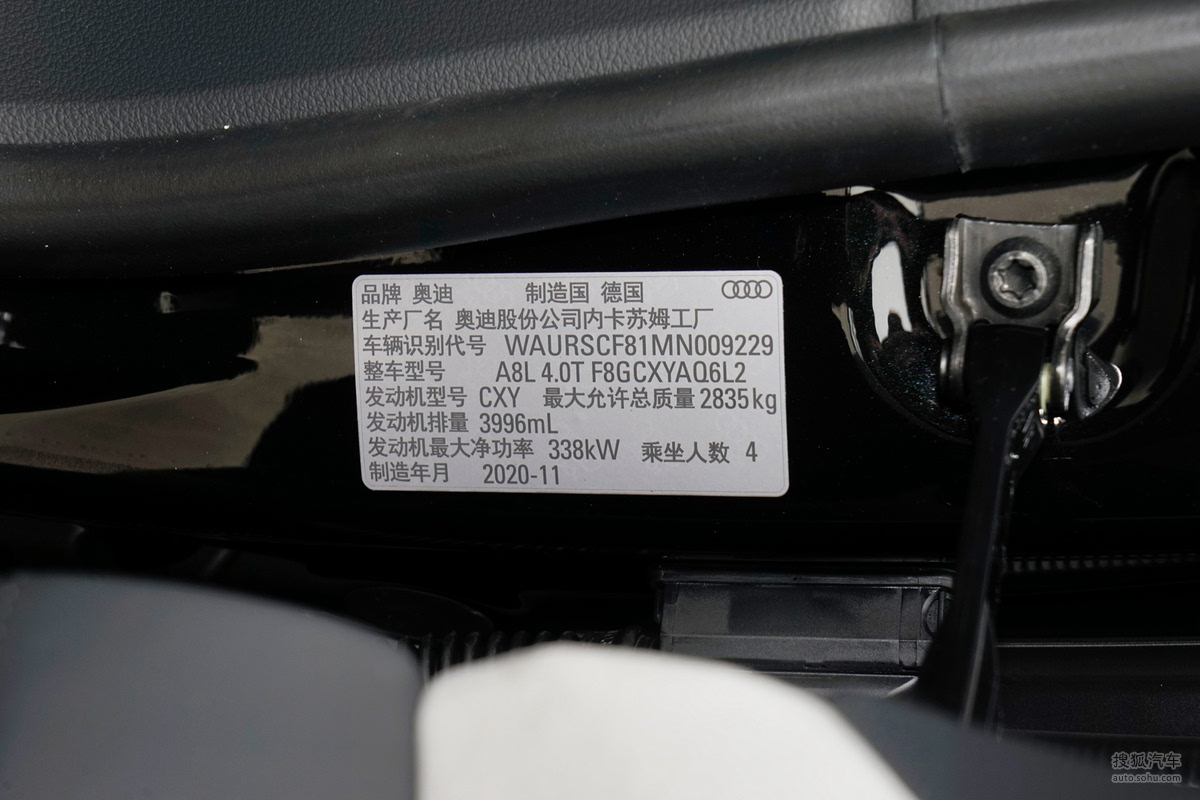 品牌 奥迪 制造国 德国
生产厂名 奥迪股份公司内卡苏姆工厂
车辆识别代号 WAURSCF81MN009229
整车型号 A8L 4.0T F8GCXYAQ6L2
发动机型号 CXY 最大允许总质量 2835kg
发动机排量 3996mL
发动机最大净功率 338kW 乘坐人数 4
制造年月 2020-11
搜狐汽车
auto.sohu.com